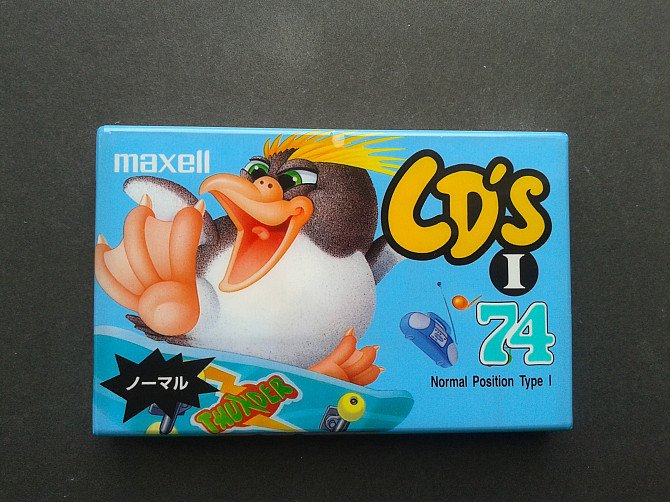 maxell
CD'S
I
74
Normal Position Type I
ノーマル
THUNDER